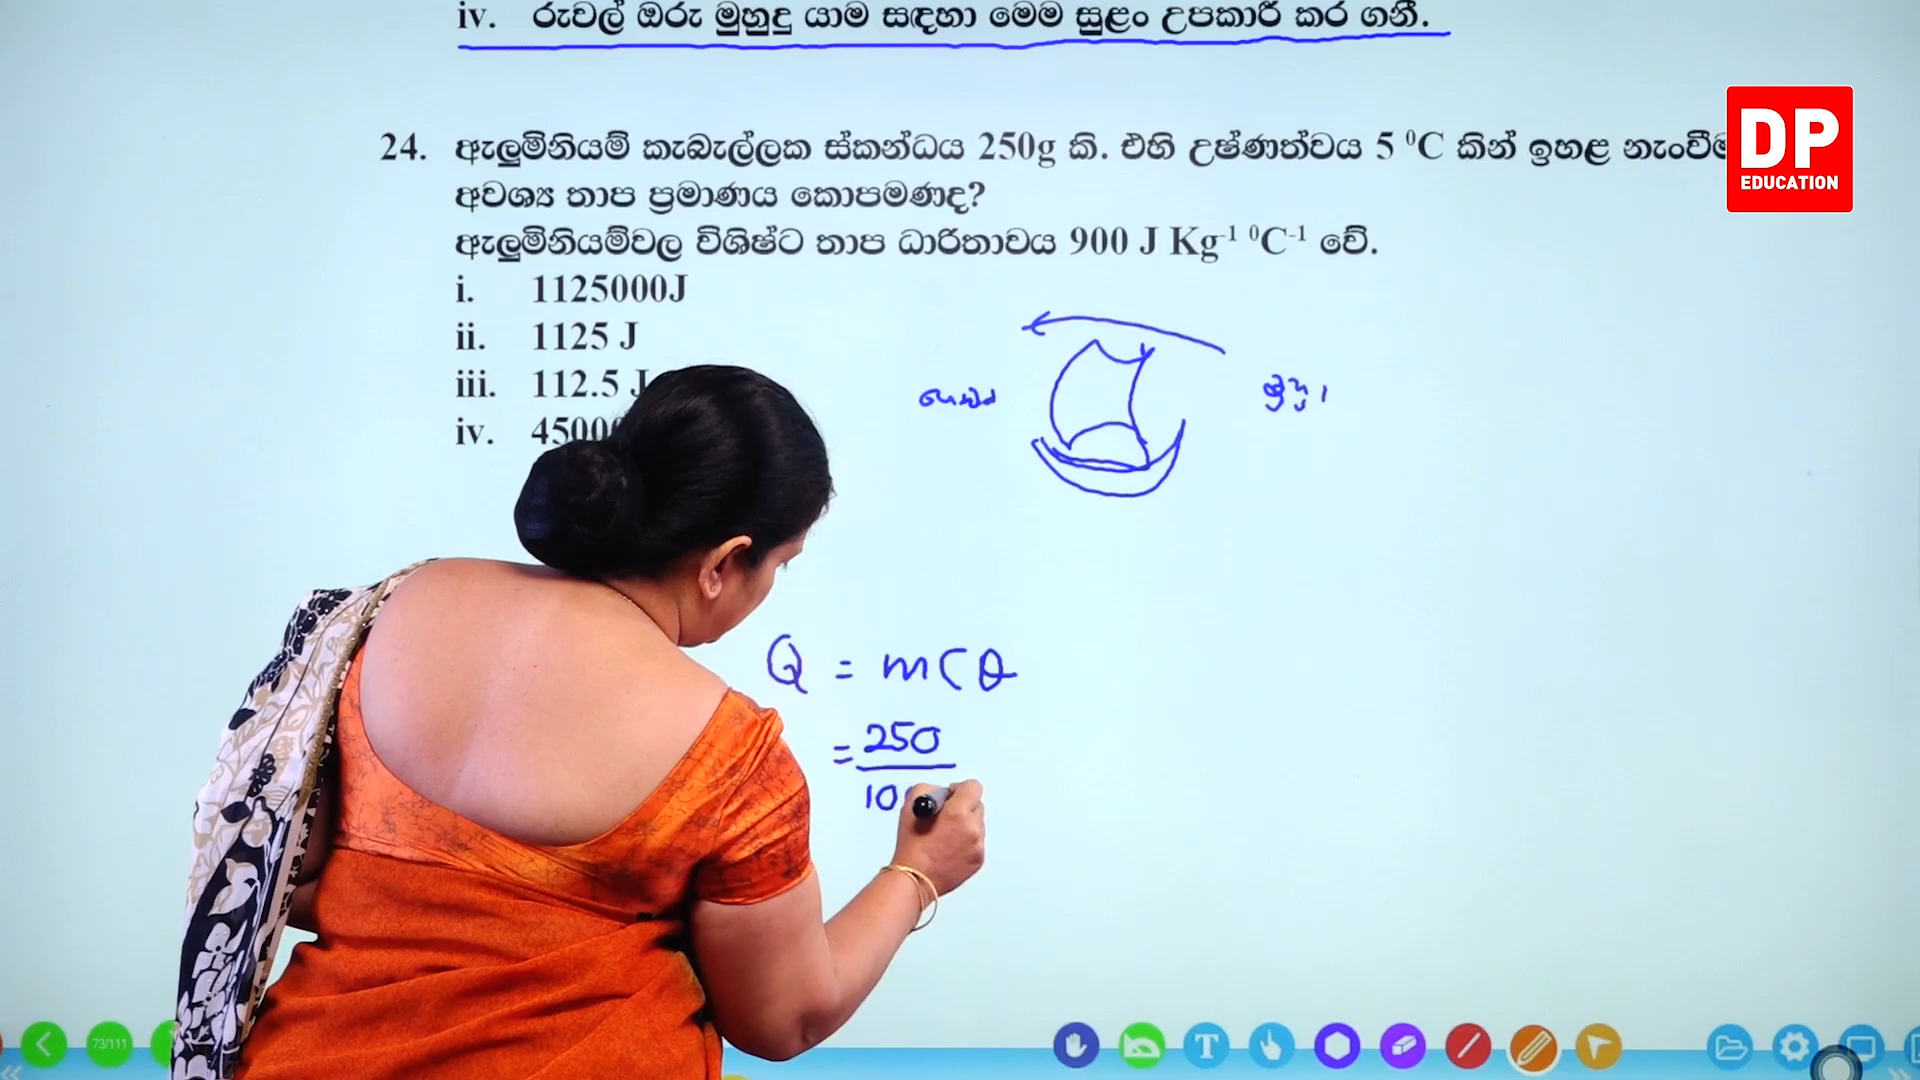 iv. රුවල් ඔරු මුහුදු යාම සඳහා මෙම සුළං උපකාරී කර ගනී.
DP
EDUCATION
24. ඇලුමිනියම් කැබැල්ලක ස්කන්ධය 250g කි. එහි උෂ්ණත්වය 5 ⁰C කින් ඉහළ
අවශ්‍ය තාප ප්‍රමාණය කොපමණද?
ඇලුමිනියම්වල විශිෂ්ට තාප ධාරිතාවය 900 J Kg⁻¹ ⁰C⁻¹ වේ.
i. 1125000J
ii. 1125 J
iii. 112.5 J
iv.
Q = mCθ
= 250
73/111